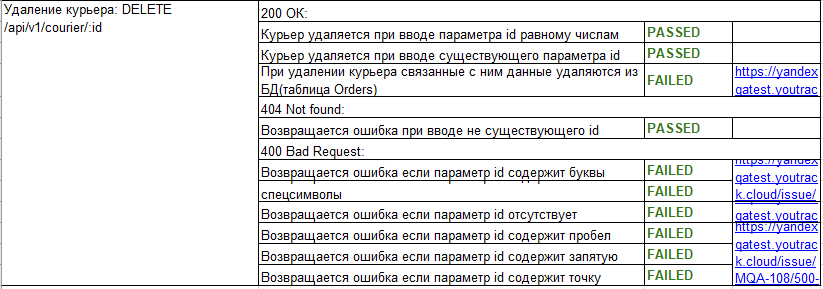 Удаление курьера: DELETE
/api/v1/courier/:id
200 OK:
Курьер удаляется при вводе параметра id равному числам PASSED
Курьер удаляется при вводе существующего параметра id PASSED
При удалении курьера связанные с ним данные удаляются из
БД(таблица Orders) FAILED
https://yandex
qatest.youtrac
404 Not found:
Возвращается ошибка при вводе не существующего id PASSED
400 Bad Request:
Возвращается ошибка если параметр id содержит буквы FAILED
https://yandex
qatest.youtrac
спецсимволы FAILED
k.cloud/issue/
Возвращается ошибка если параметр id отсутствует FAILED
qatest.youtrac
Возвращается ошибка если параметр id содержит пробел FAILED
https://yandex
qatest.youtrac
Возвращается ошибка если параметр id содержит запятую FAILED
k.cloud/issue/
Возвращается ошибка если параметр id содержит точку FAILED
MQA-108/500-